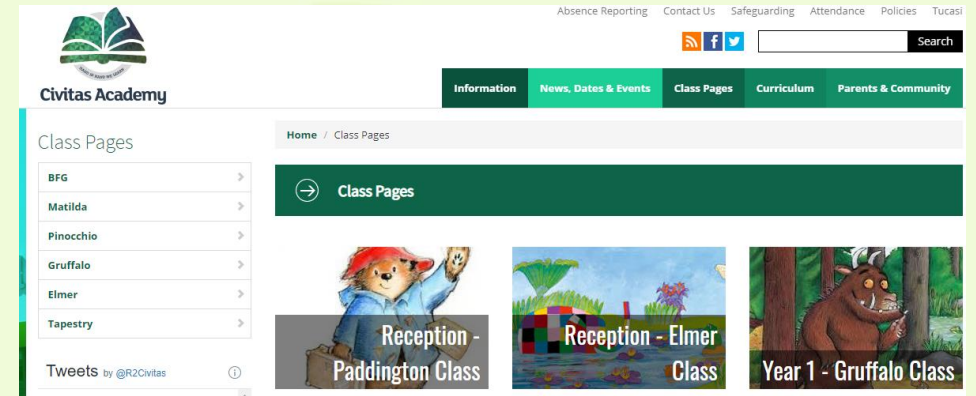 Absence Reporting Contact Us Safeguarding Attendance Policies Tucasi
Search
Civitas Academy
Information News, Dates & Events Class Pages Curriculum Parents & Community
Class Pages
Home / Class Pages
BFG
Matilda
Pinocchio
Gruffalo
Elmer
Tapestry
Class Pages
Reception -
Paddington Class
Reception - Elmer
Class
Year 1 - Gruffalo Class
Tweets by @R2Civitas